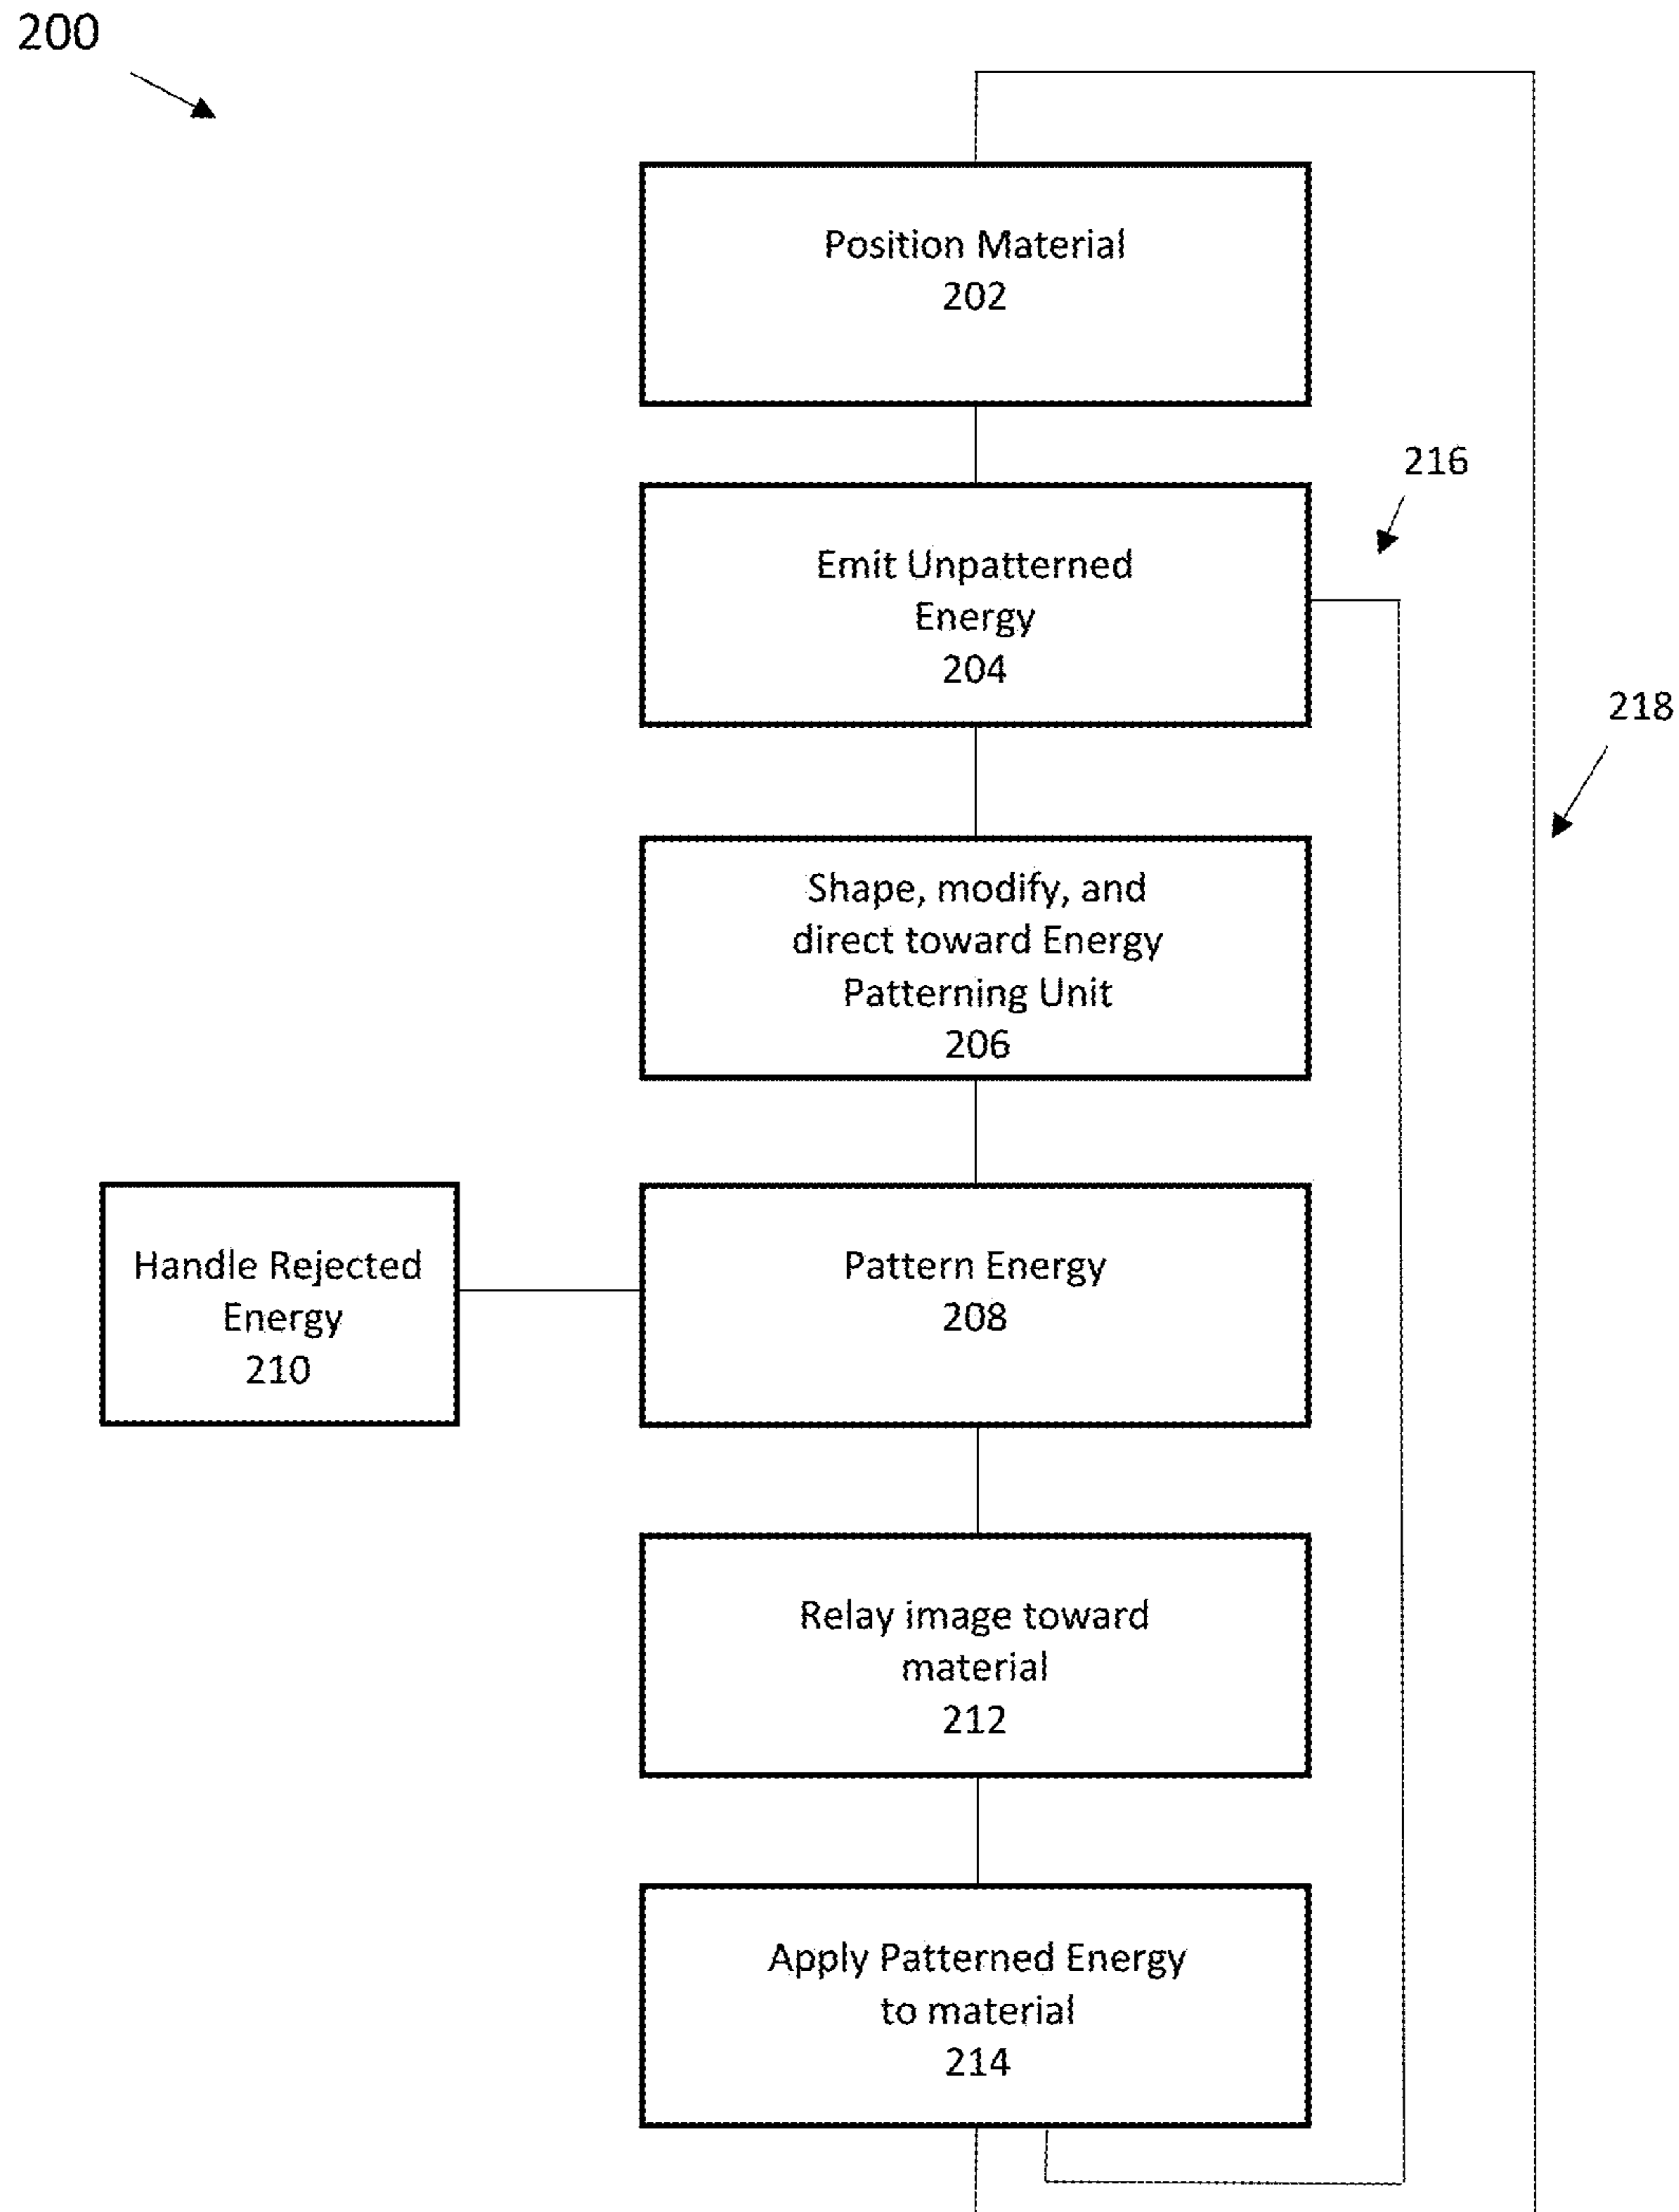 200
Position Material
202
216
Emit Unpatterned
Energy
204
218
Shape, modify, and
direct toward Energy
Patterning Unit
206
Handle Rejected
Energy
210
Pattern Energy
208
Relay image toward
material
212
Apply Patterned Energy
to material
214